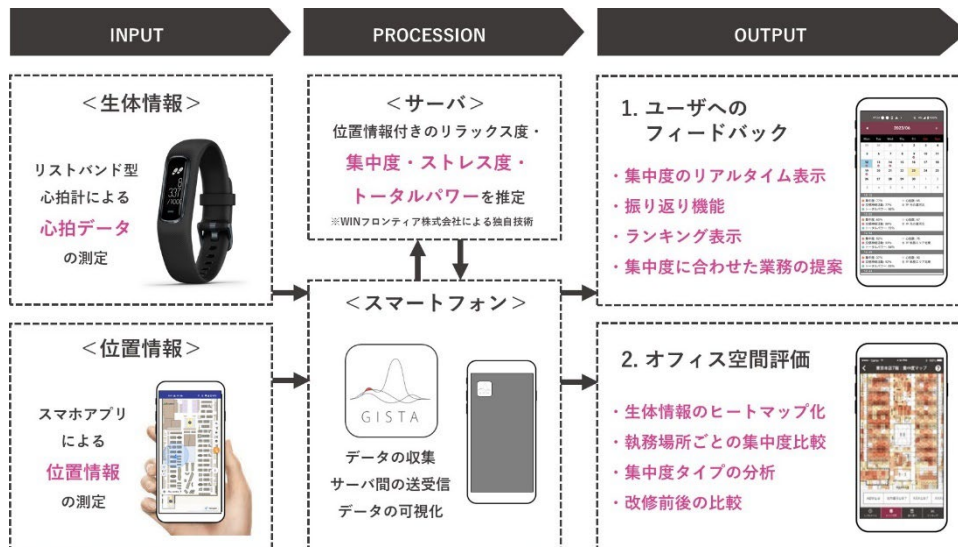 INPUT
PROCESSION
OUTPUT
＜生体情報＞
リストバンド型
心拍計による
心拍データ
の測定
＜位置情報＞
スマホアプリ
による
位置情報
の測定
＜サーバ＞
位置情報付きのリラックス度・
集中度・ストレス度・
トータルパワーを推定
※WINフロンティア株式会社による独自技術
＜スマートフォン＞
GISTA
データの収集
サーバ間の送受信
データの可視化
1. ユーザへの
フィードバック
・集中度のリアルタイム表示
・振り返り機能
・ランキング表示
・集中度に合わせた業務の提案
2. オフィス空間評価
・生体情報のヒートマップ化
・執務場所ごとの集中度比較
・集中度タイプの分析
・改修前後の比較